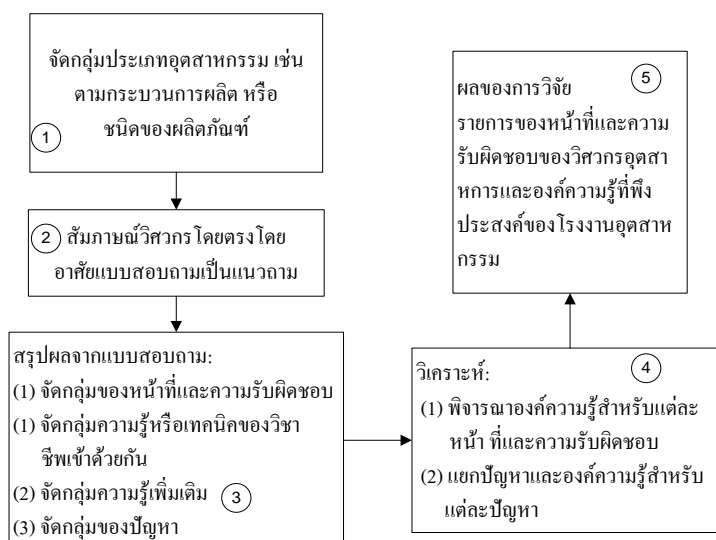 จัดกลุ่มประเภทอุตสาหกรรม เช่น
ตามกระบวนการผลิต หรือ
1 ชนิดของผลิตภัณฑ์
2 สัมภาษณ์วิศวกรโดยตรงโดย
อาศัยแบบสอบถามเป็นแนวถาม
สรุปผลจากแบบสอบถาม:
(1) จัดกลุ่มของหน้าที่และความรับผิดชอบ
(1) จัดกลุ่มความรู้หรือเทคนิคของวิชา
ชีพเข้าด้วยกัน
(2) จัดกลุ่มความรู้เพิ่มเติม 3
(3) จัดกลุ่มของปัญหา
วิเคราะห์: 4
(1) พิจารณาองค์ความรู้สำหรับแต่ละ
หน้า ที่และความรับผิดชอบ
(2) แยกปัญหาและองค์ความรู้สำหรับ
แต่ละปัญหา
5
ผลของการวิจัย
รายการของหน้าที่และความ
รับผิดชอบของวิศวกรอุตสา
หการและองค์ความรู้ที่พึง
ประสงค์ของโรงงานอุตสาห
กรรม